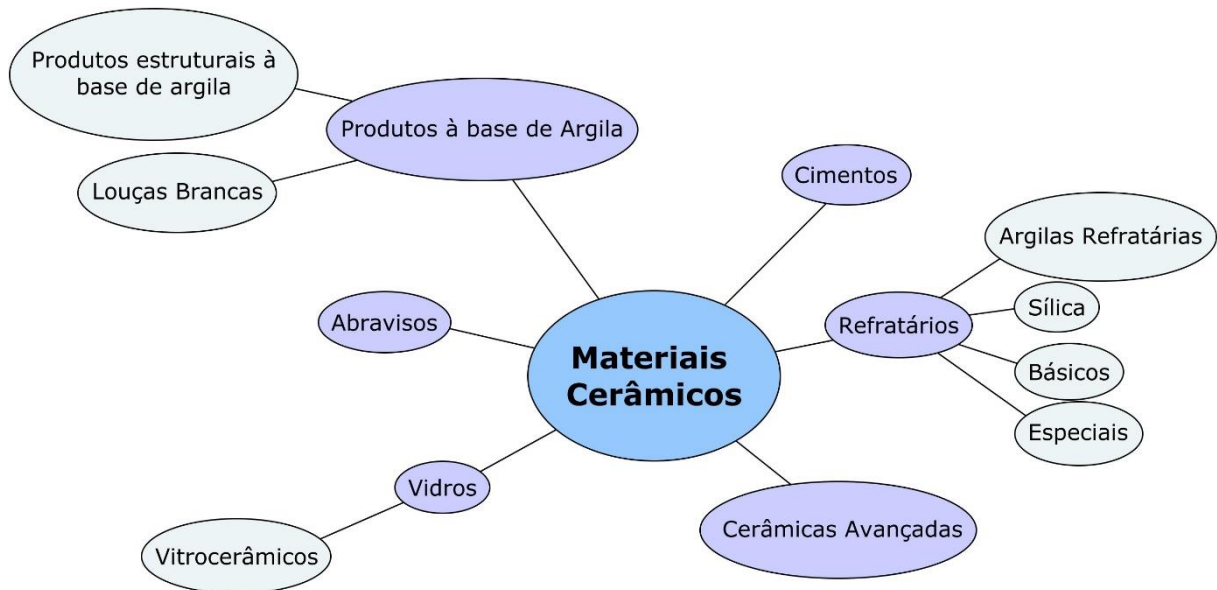 Produtos estruturais à
base de argila
Produtos à base de Argila
Louças Brancas
Cimentos
Argilas Refratárias
Abravisos
Refratários
Sílica
Básicos
Especiais
Materiais
Cerâmicos
Vidros
Vitrocerâmicos
Cerâmicas Avançadas